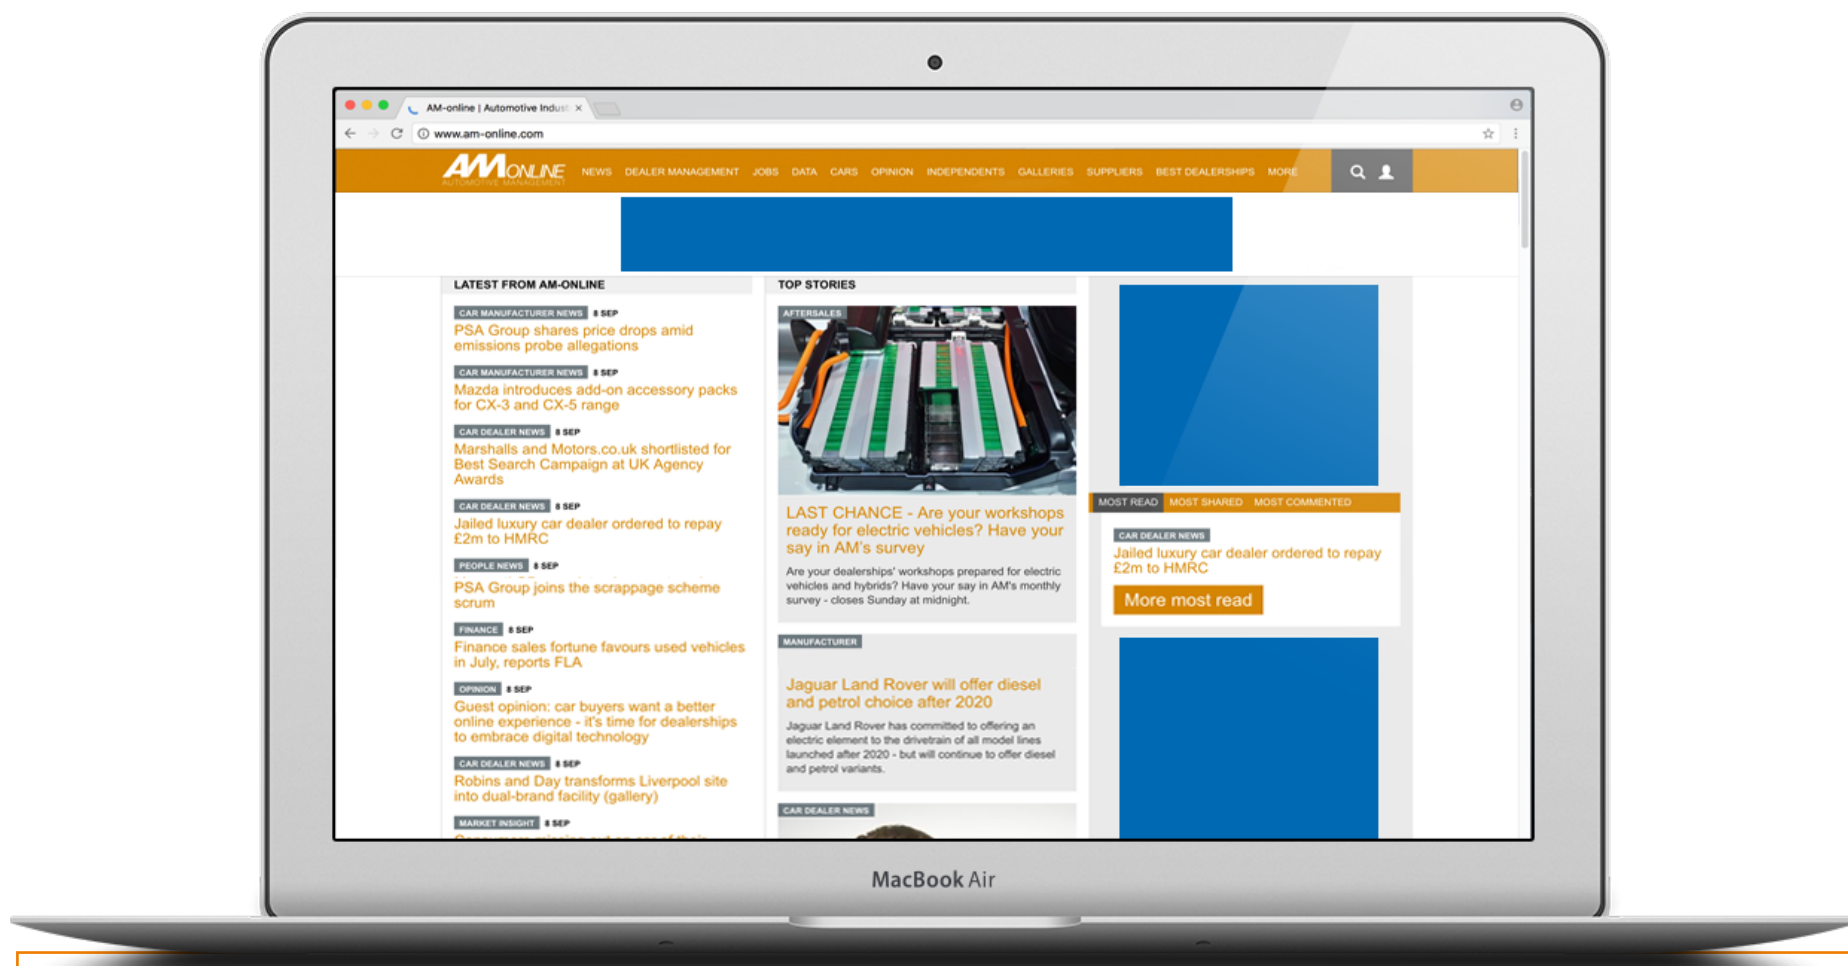 AM-online | Automotive Indust
www.am-online.com
AM ONLINE
AUTOMOTIVE MANAGEMENT
NEWS DEALER MANAGEMENT JOBS DATA CARS OPINION INDEPENDENTS GALLERIES SUPPLIERS BEST DEALERSHIPS MORE
LATEST FROM AM-ONLINE
CAR MANUFACTURER NEWS 8 SEP
PSA Group shares price drops amid
emissions probe allegations
CAR MANUFACTURER NEWS 8 SEP
Mazda introduces add-on accessory packs
for CX-3 and CX-5 range
CAR DEALER NEWS 8 SEP
Marshalls and Motors.co.uk shortlisted for
Best Search Campaign at UK Agency
Awards
CAR DEALER NEWS 8 SEP
Jailed luxury car dealer ordered to repay
£2m to HMRC
PEOPLE NEWS 8 SEP
PSA Group joins the scrappage scheme
scrum
FINANCE 8 SEP
Finance sales fortune favours used vehicles
in July, reports FLA
OPINION 8 SEP
Guest opinion: car buyers want a better
online experience - it's time for dealerships
to embrace digital technology
CAR DEALER NEWS 8 SEP
Robins and Day transforms Liverpool site
into dual-brand facility (gallery)
MARKET INSIGHT 8 SEP
TOP STORIES
AFTERSALES
LAST CHANCE - Are your workshops
ready for electric vehicles? Have your
say in AM's survey
Are your dealerships' workshops prepared for electric
vehicles and hybrids? Have your say in AM's monthly
survey - closes Sunday at midnight.
MANUFACTURER
Jaguar Land Rover will offer diesel
and petrol choice after 2020
Jaguar Land Rover has committed to offering an
electric element to the drivetrain of all model lines
launched after 2020 - but will continue to offer diesel
and petrol variants.
CAR DEALER NEWS
MOST READ MOST SHARED MOST COMMENTED
CAR DEALER NEWS
Jailed luxury car dealer ordered to repay
£2m to HMRC
More most read
MacBook Air